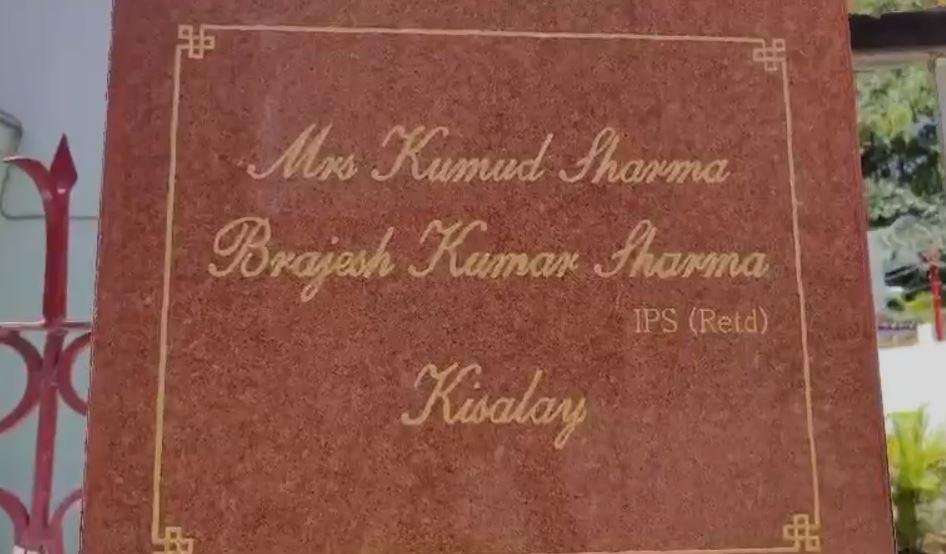 Mrs Kumud Sharma
Brajesh Kumar Sharma
IPS (Retd)
Kisalay